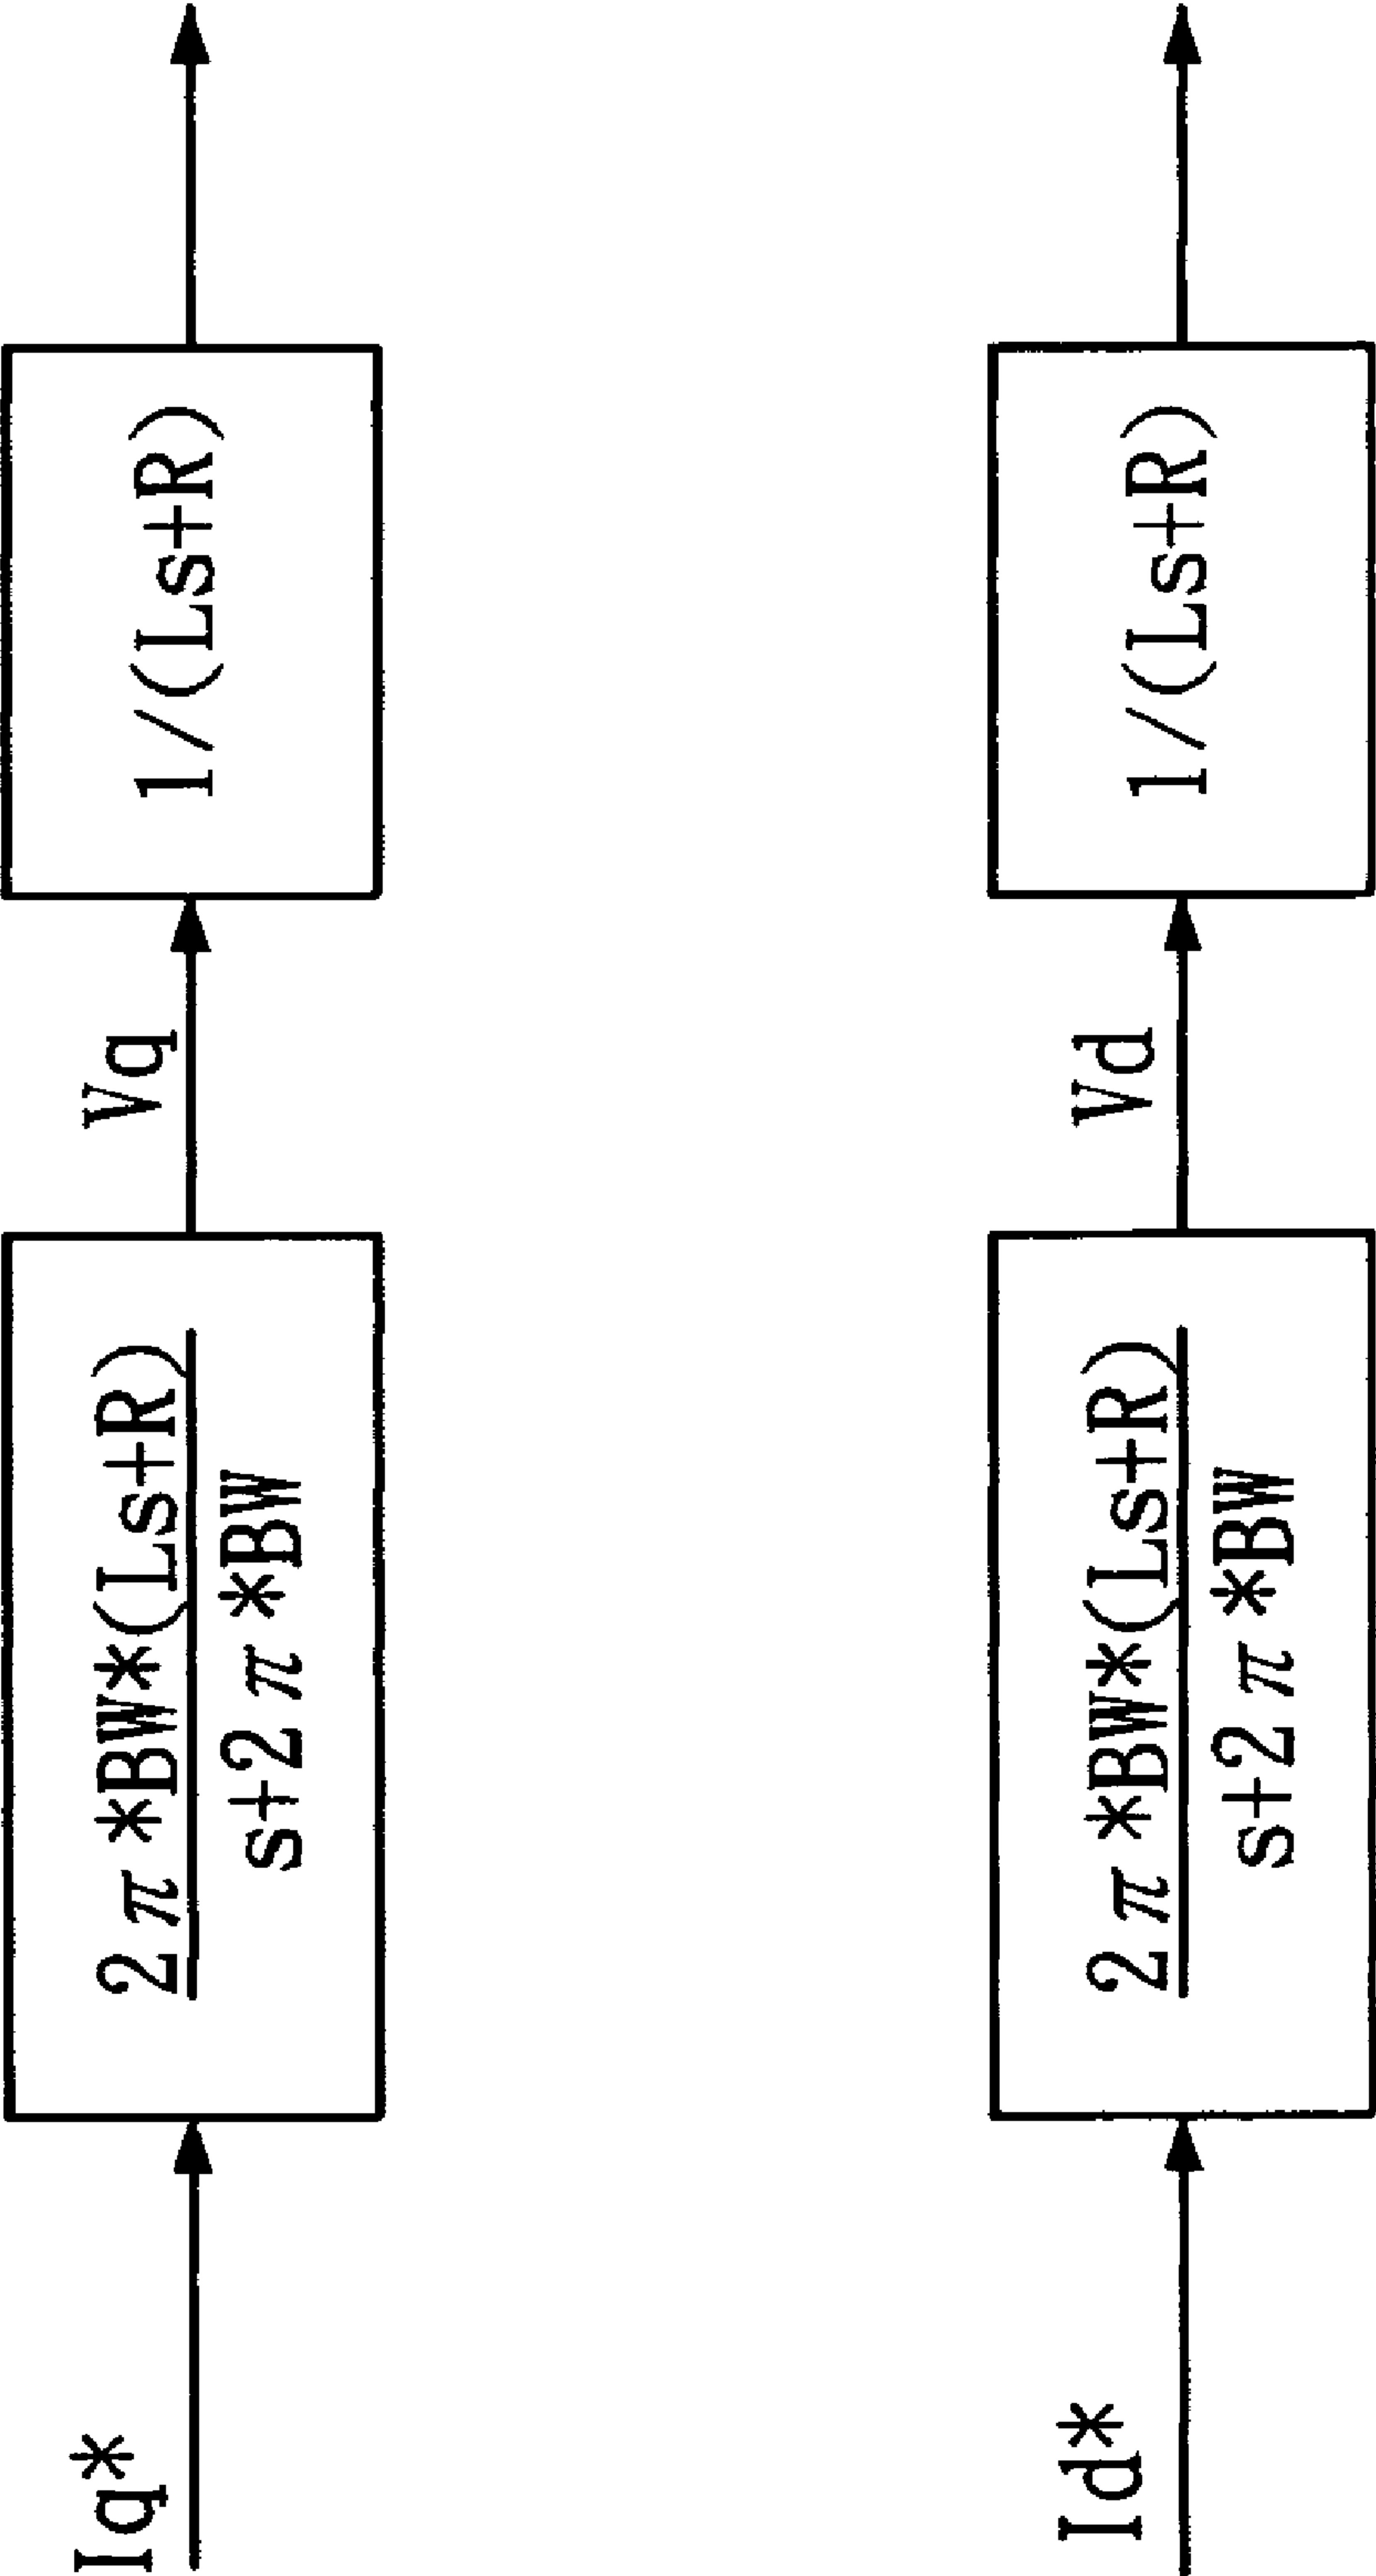 Iq*
2π*BW*(Ls+R)
s+2π*BW
Vq
1/(Ls+R)
Id*
2π*BW*(Ls+R)
s+2π*BW
Vd
1/(Ls+R)